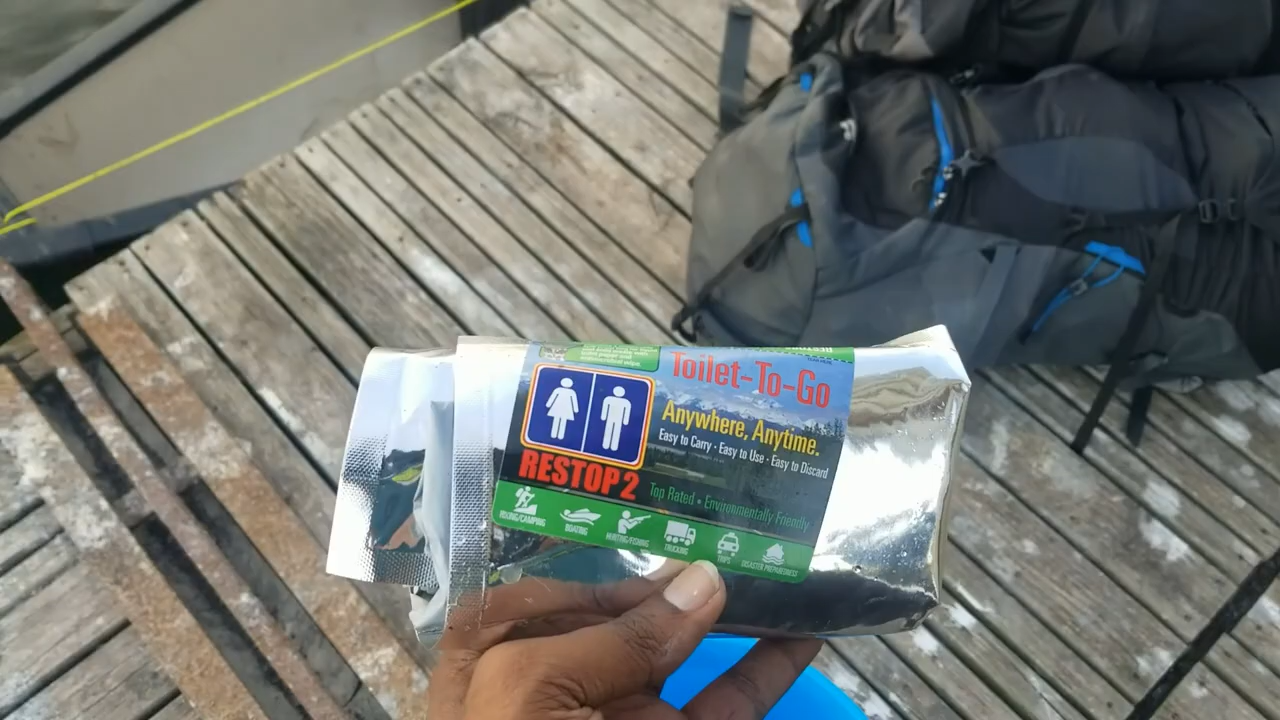 Toilet-To-Go
Anywhere, Anytime.
Easy to Carry · Easy to Use · Easy to Discard
RESTOP 2
Top Rated • Environmentally Friendly
HIKING/CAMPING
BOATING
HUNTING/FISHING
TRUCKING
TRIPS
DISASTER PREPAREDNESS